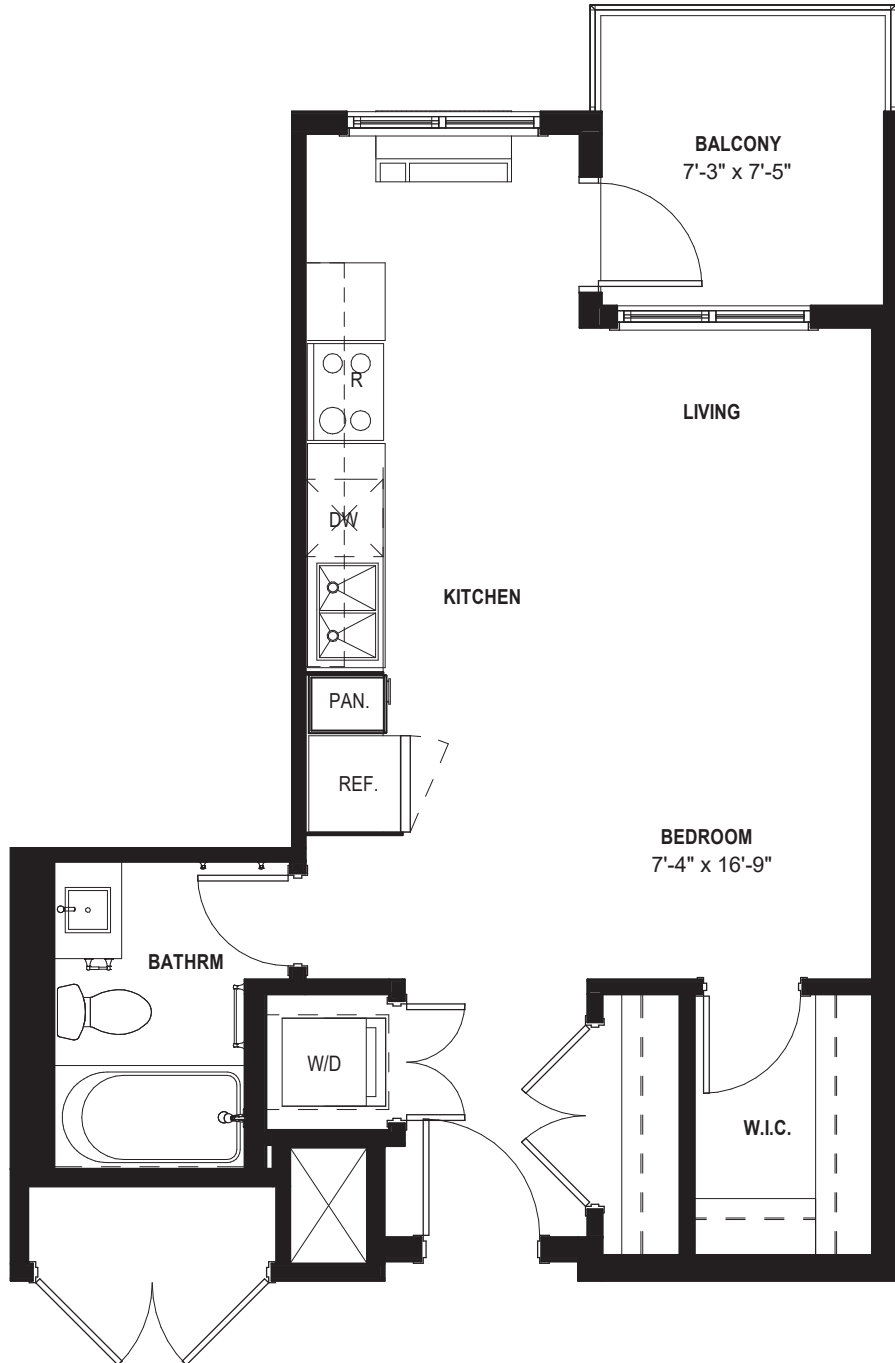 BALCONY
7'-3" x 7'-5"
R
LIVING
DW
KITCHEN
PAN.
REF.
BEDROOM
7'-4" x 16'-9"
BATHRM
W/D
W.I.C.